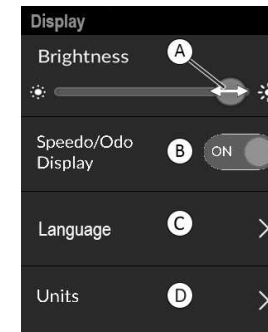 Display
Brightness A
Speedo/Odo
Display B ON
Language C
Units D